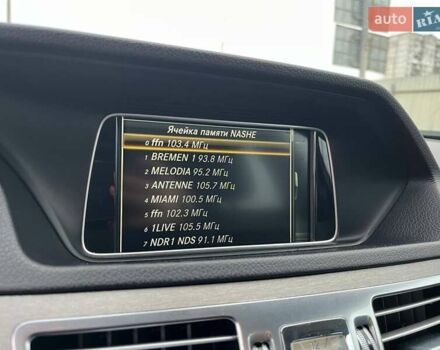 auto RIA
Ячейка памяти NASHE
0 ffn 103.4 МГц
1 BREMEN 1 93.8 МГц
2 MELODIA 95.2 МГц
3 ANTENNE 105.7 МГц
4 MIAMI 100.5 МГц
5 ffn 102.3 МГц
6 1LIVE 105.5 МГц
7 NDR1 NDS 91.1 МГц